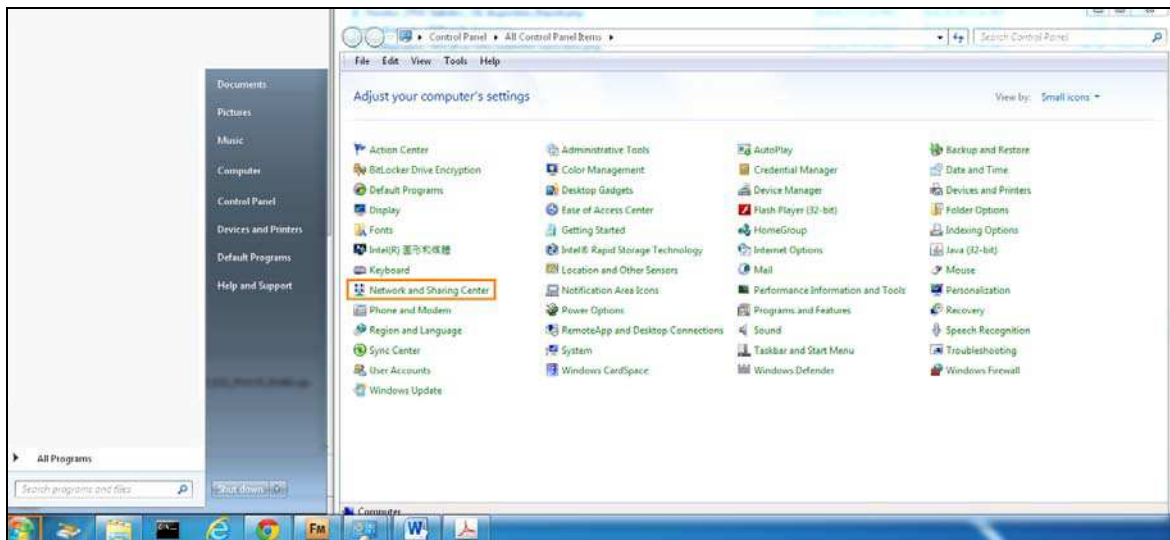 Control Panel ▸ All Control Panel Items ▸
Search Control Panel
File Edit View Tools Help
Adjust your computer's settings
View by: Small icons
Action Center
Administrative Tools
AutoPlay
Backup and Restore
BitLocker Drive Encryption
Color Management
Credential Manager
Date and Time
Default Programs
Desktop Gadgets
Device Manager
Devices and Printers
Display
Ease of Access Center
Flash Player (32-bit)
Folder Options
Fonts
Getting Started
HomeGroup
Indexing Options
Intel(R) 圖形和媒體
Intel® Rapid Storage Technology
Internet Options
Java (32-bit)
Keyboard
Location and Other Sensors
Mail
Mouse
Network and Sharing Center
Notification Area Icons
Performance Information and Tools
Personalization
Phone and Modem
Power Options
Programs and Features
Recovery
Region and Language
RemoteApp and Desktop Connections
Sound
Speech Recognition
Sync Center
System
Taskbar and Start Menu
Troubleshooting
User Accounts
Windows CardSpace
Windows Defender
Windows Firewall
Windows Update
Computer
Documents
Pictures
Music
Computer
Control Panel
Devices and Printers
Default Programs
Help and Support
All Programs
Search programs and files
Shut down
FM
W